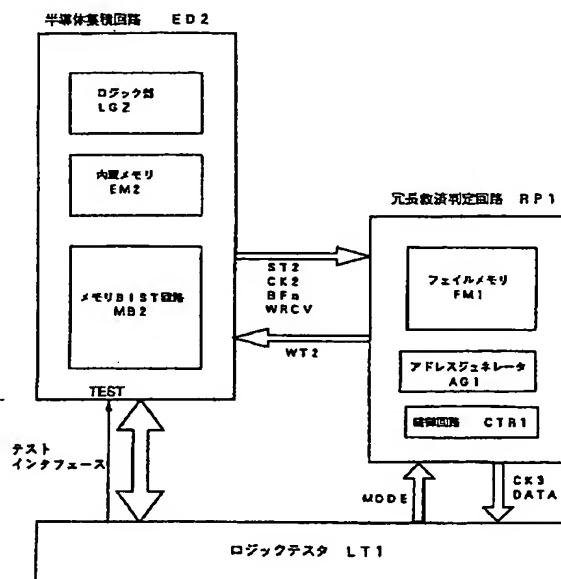 半導体集積回路 ED2
ロジック部
LG2
内蔵メモリ
EM2
メモリBIST回路
MB2
TEST
冗長救済判定回路 RP1
フェイルメモリ
FM1
アドレスジェネレータ
AG1
制御回路 CTR1
ST2
CK2
BFn
WRCV
WT2
テスト
インタフェース
MODE
CK3
DATA
ロジックテスタ LT1